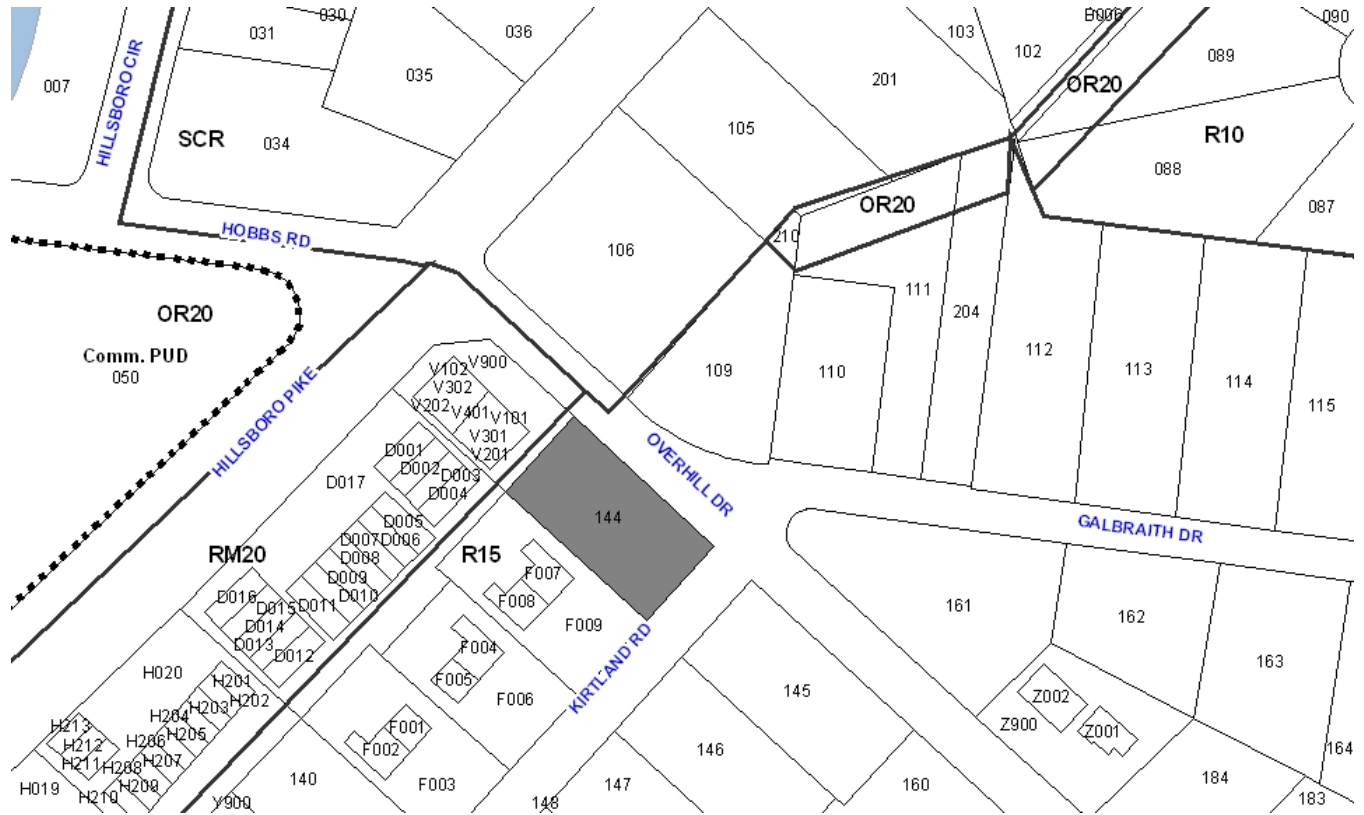 030
031
036
103
B006
090
102
HILLSBORO CIR
035
201
089
007
OR20
105
SCR
034
R10
088
OR20
087
HOBBS RD
210
106
111
204
OR20
112
Comm. PUD
050
109
110
113
114
115
HILLSBORO PIKE
V102
V900
V302
V202
V401
V101
V301
V201
OVERHILL DR
D001
D002
D003
D017
D004
144
D005
D007
D006
GALBRAITH DR
RM20
R15
D008
D009
D010
F007
D016
D015
D011
F008
161
162
D014
F009
D013
D012
F004
KIRTLAND RD
163
H020
F005
H201
F006
145
Z002
H202
H203
H204
F001
Z900
Z001
H213
H205
H212
H206
F002
146
164
H211
H207
H208
H019
H209
140
F003
147
160
184
H210
Y900
148
183